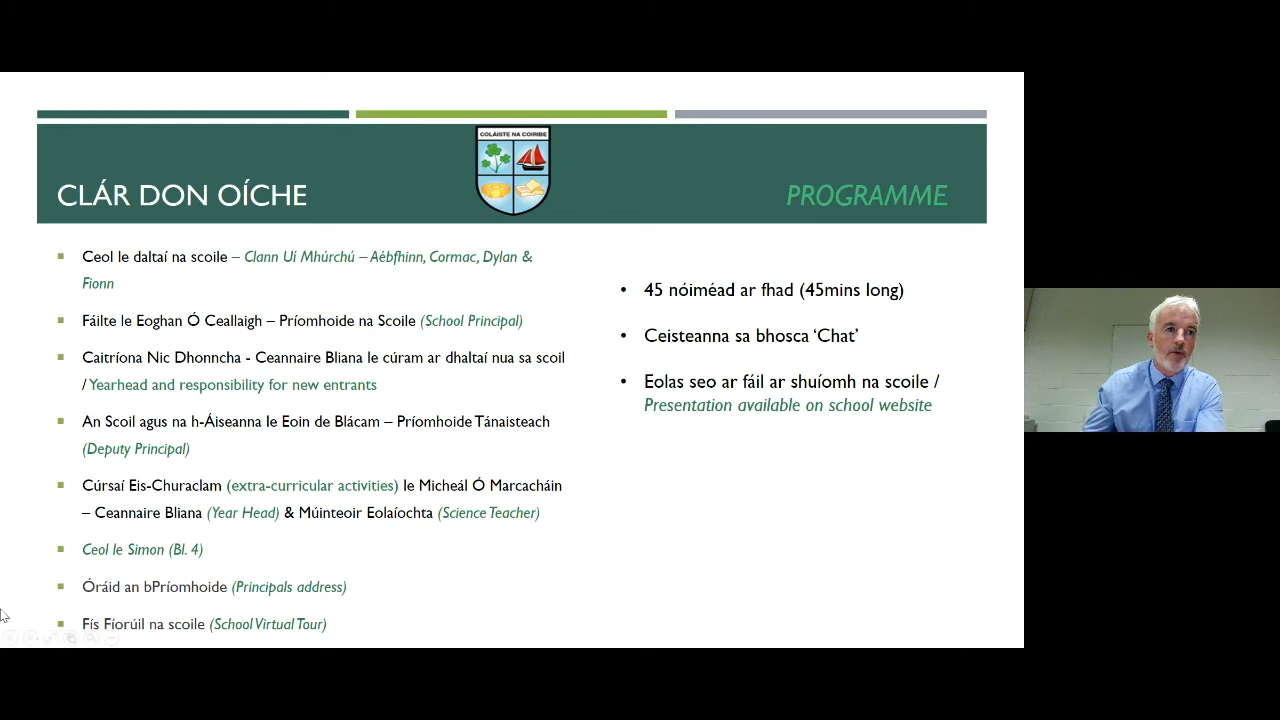 COLÁISTE NA COIRIBE
CLÁR DON OÍCHE
PROGRAMME
Ceol le daltaí na scoile – Clann Uí Mhúrchú – Aébfhinn, Cormac, Dylan &
Fionn
Fáilte le Eoghan Ó Ceallaigh – Príomhoide na Scoile (School Principal)
Caitríona Nic Dhonncha - Ceannaire Bliana le cúram ar dhaltaí nua sa scoil
/ Yearhead and responsibility for new entrants
An Scoil agus na h-Áiseanna le Eoin de Blácam – Príomhoide Tánaisteach
(Deputy Principal)
Cúrsaí Eis-Churaclam (extra-curricular activities) le Micheál Ó Marcacháin
– Ceannaire Bliana (Year Head) & Múinteoir Eolaíochta (Science Teacher)
Ceol le Simon (Bl. 4)
Óráid an bPríomhoide (Principals address)
Fís Fíorúil na scoile (School Virtual Tour)
45 nóiméad ar fhad (45mins long)
Ceisteanna sa bhosca ‘Chat’
Eolas seo ar fáil ar shuíomh na scoile /
Presentation available on school website